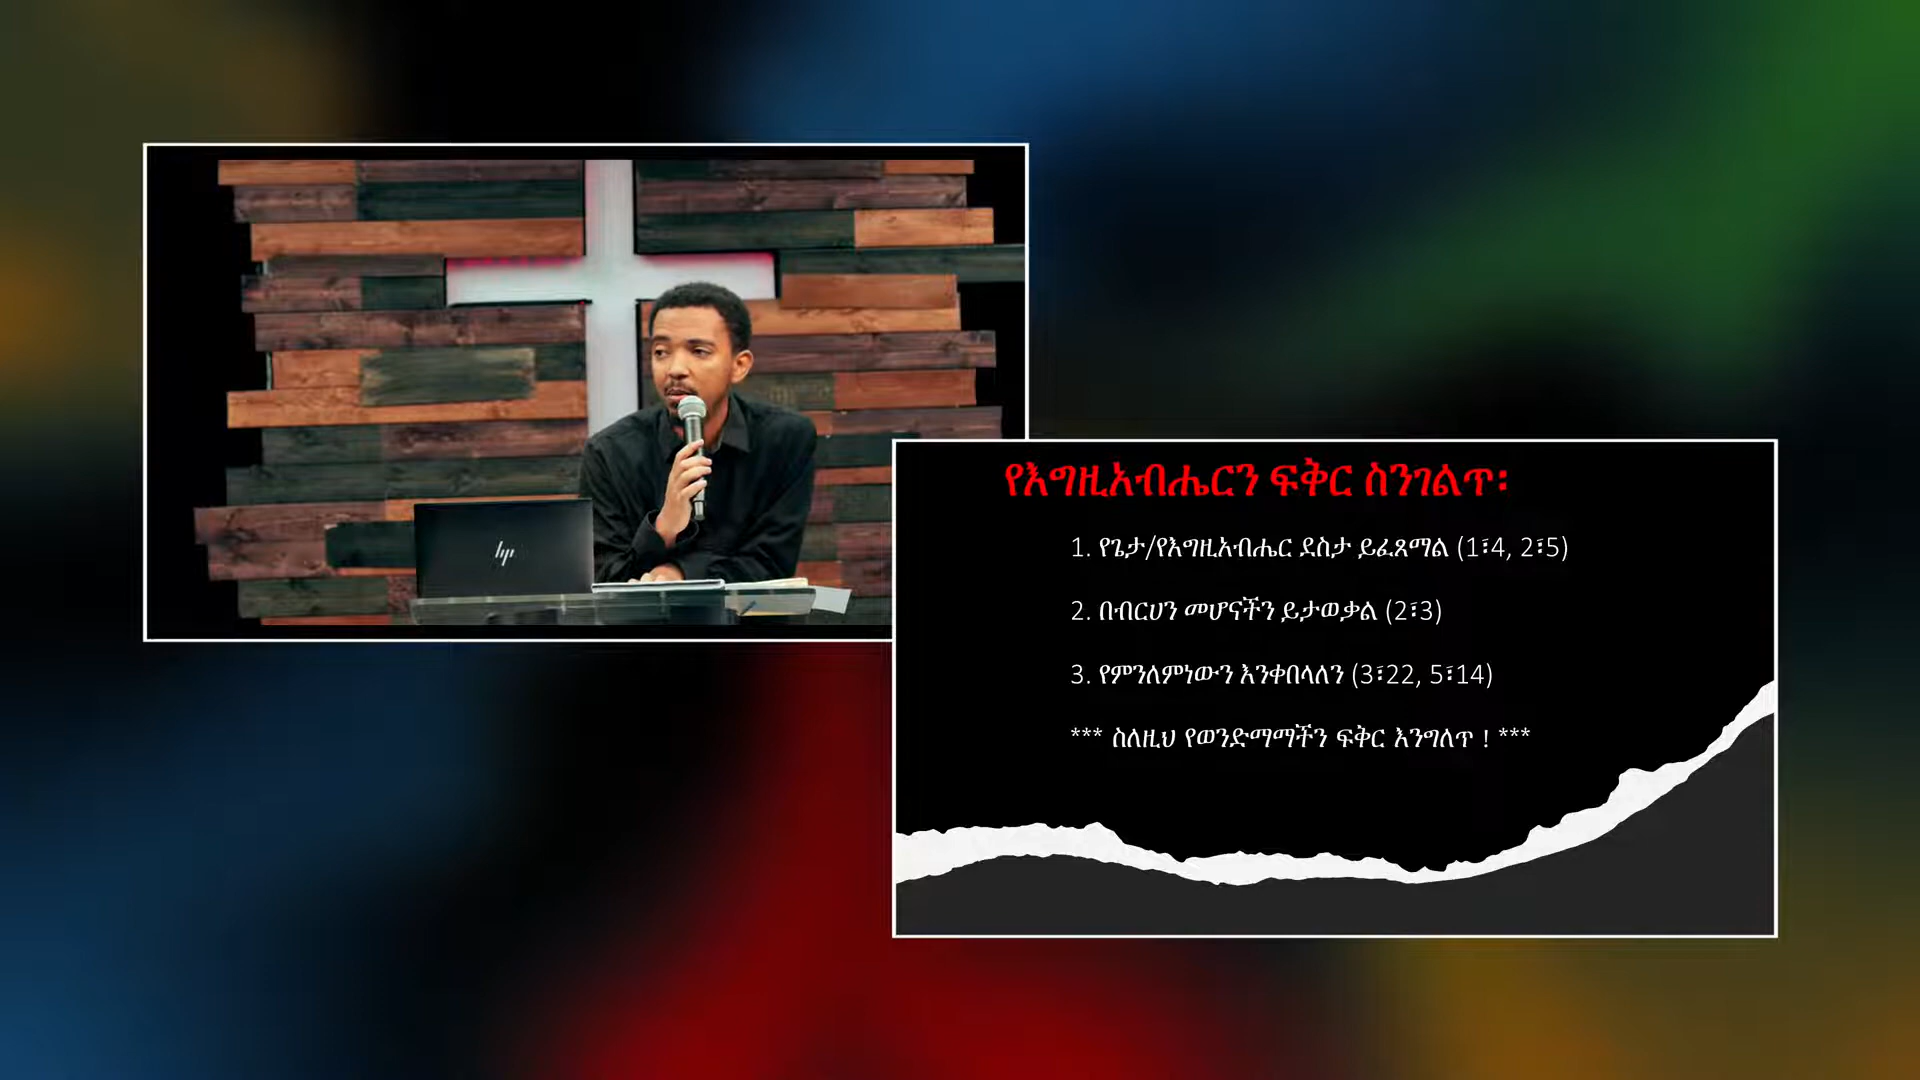 hp
የእግዚአብሔርን ፍቅር ስንገልጥ፡
1. የጌታ/የእግዚአብሔር ደስታ ይፈጸማል (1፣4, 2፣5)
2. በብርሀን መሆናችን ይታወቃል (2፣3)
3. የምንለምነውን እንቀበላለን (3፣22, 5፣14)
*** ስለዚህ የወንድማማችን ፍቅር እንግለጥ ! ***